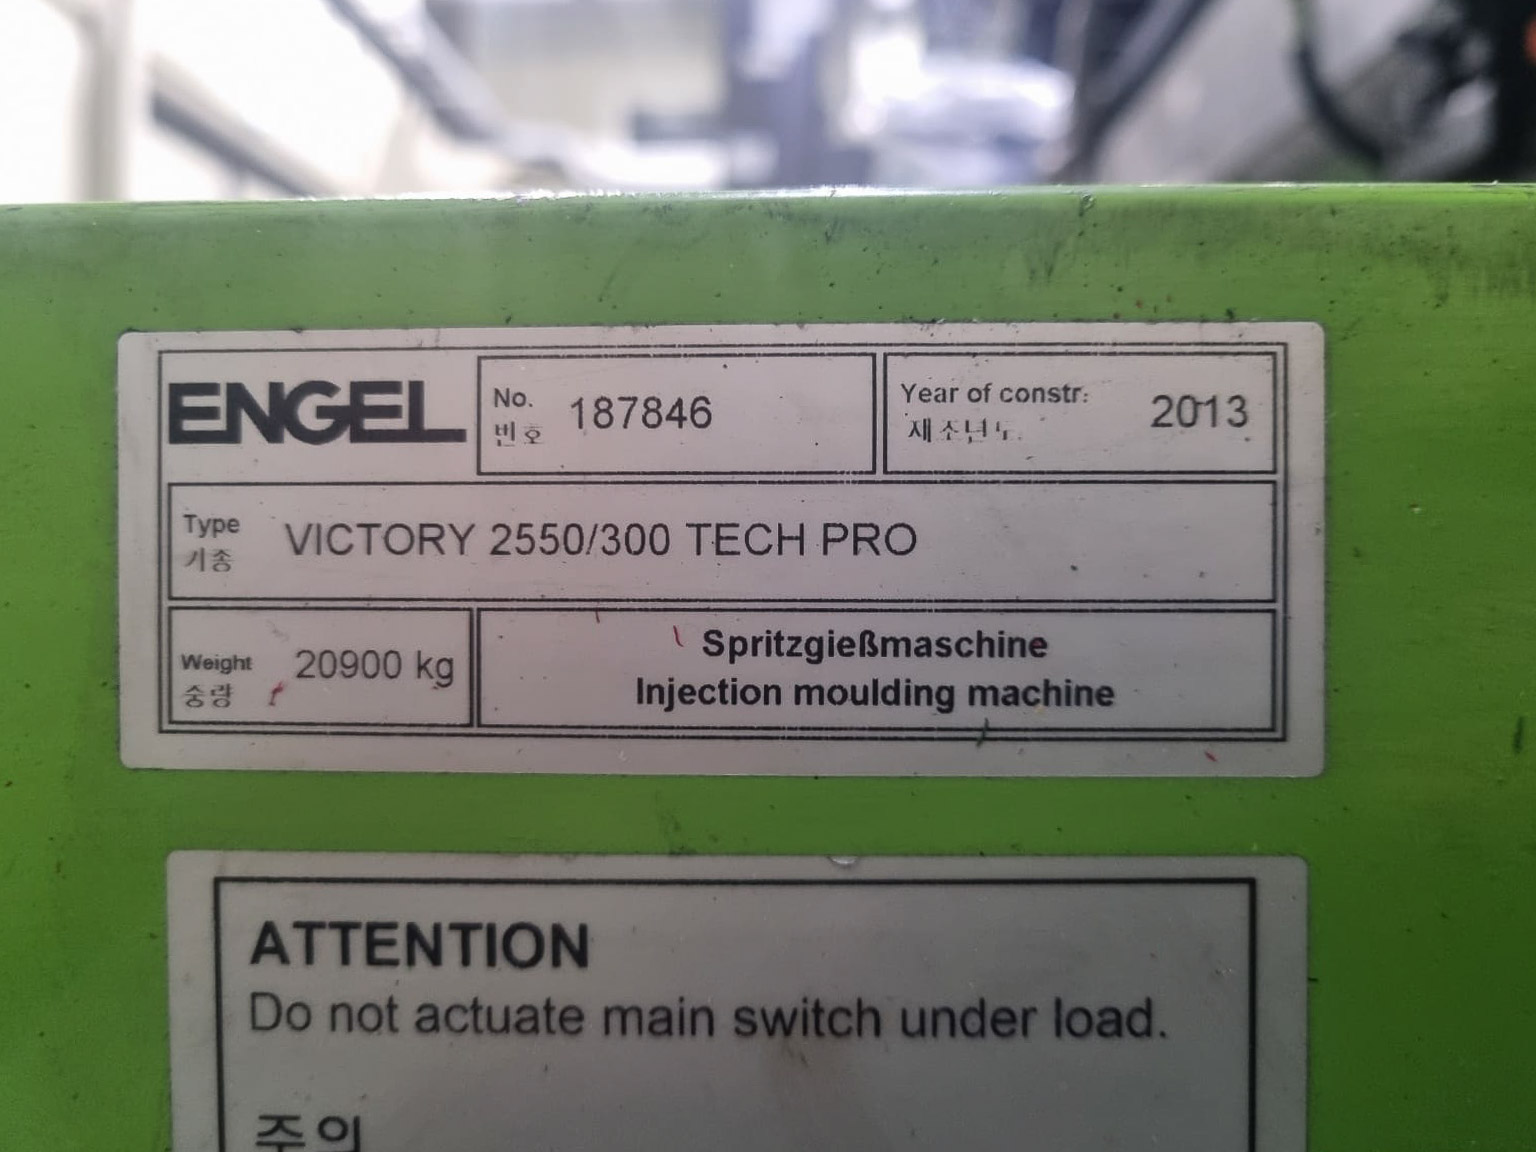 ENGEL
No. 187846
번호
Year of constr: 2013
Type VICTORY 2550/300 TECH PRO
기종
Weight 20900 kg
중량
Spritzgießmaschine
Injection moulding machine
ATTENTION
Do not actuate main switch under load.
주의